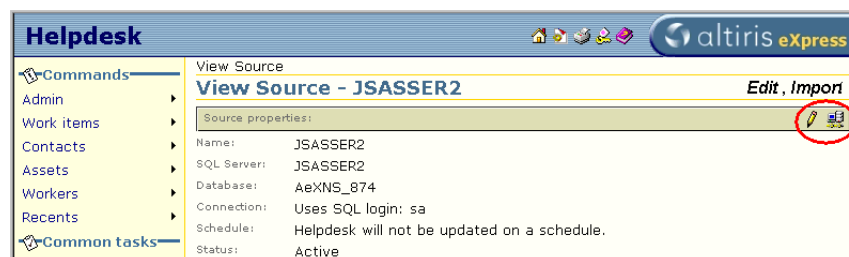 Helpdesk
altiris eXpress
Commands
Admin
Work items
Contacts
Assets
Workers
Recents
Common tasks
View Source
View Source - JSASSER2
Edit , Import
Source properties:
Name: JSASSER2
SQL Server: JSASSER2
Database: AeXNS_874
Connection: Uses SQL login: sa
Schedule: Helpdesk will not be updated on a schedule.
Status: Active